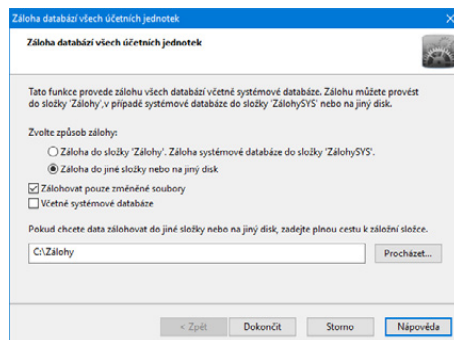 Záloha databází všech účetních jednotek
Záloha databází všech účetních jednotek
Tato funkce provede zálohu všech databází včetně systémové databáze. Zálohu můžete provést
do složky 'Zálohy', v případě systémové databáze do složky 'ZálohySYS' nebo na jiný disk.
Zvolte způsob zálohy:
Záloha do složky 'Zálohy'. Záloha systémové databáze do složky 'ZálohySYS'.
Záloha do jiné složky nebo na jiný disk
Zálohovat pouze změněné soubory
Včetně systémové databáze
Pokud chcete data zálohovat do jiné složky nebo na jiný disk, zadejte plnou cestu k záložní složce.
C:\Zálohy Procházet...
< Zpět Dokončit Storno Nápověda